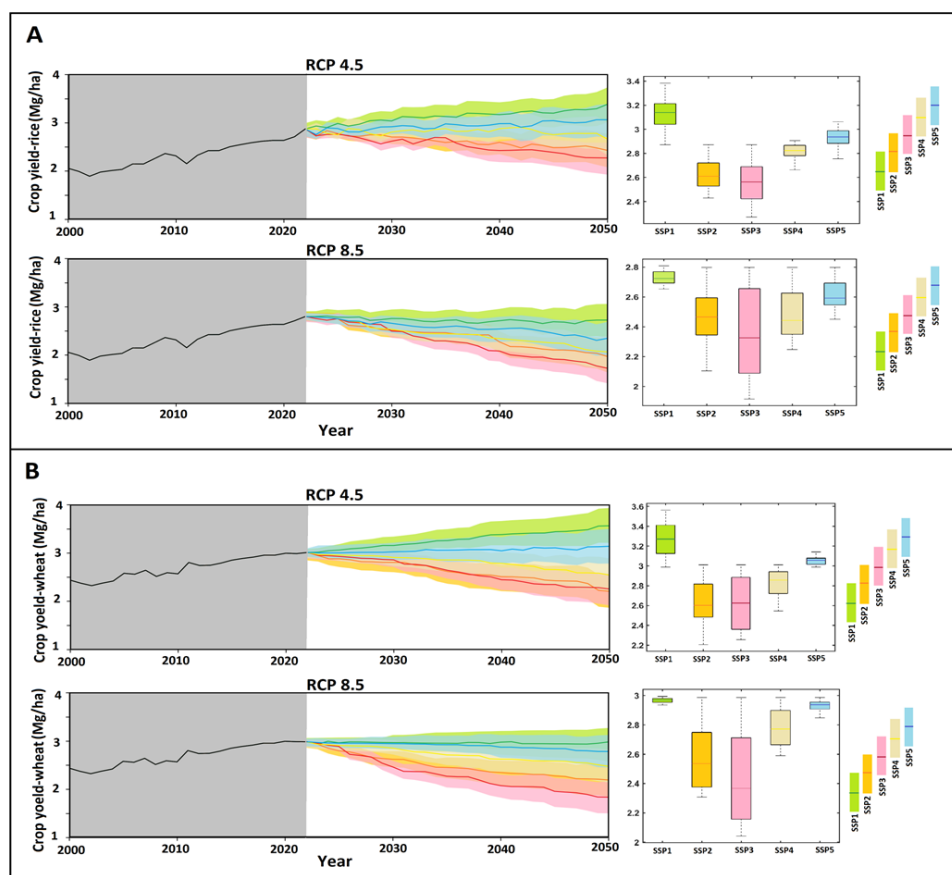 A
RCP 4.5
Crop yield-rice (Mg/ha)
4
3
2
1
2000 2010 2020 2030 2040 2050
3.4
3.2
3
2.8
2.6
2.4
SSP1 SSP2 SSP3 SSP4 SSP5
SSP1 SSP2 SSP3 SSP4 SSP5
RCP 8.5
Crop yield-rice (Mg/ha)
4
3
2
1
2000 2010 2020 2030 2040 2050
Year
2.8
2.6
2.4
2.2
2
SSP1 SSP2 SSP3 SSP4 SSP5
SSP1 SSP2 SSP3 SSP4 SSP5
B
RCP 4.5
Crop yoeld-wheat (Mg/ha)
4
3
2
1
2000 2010 2020 2030 2040 2050
3.6
3.4
3.2
3
2.8
2.6
2.4
2.2
SSP1 SSP2 SSP3 SSP4 SSP5
SSP1 SSP2 SSP3 SSP4 SSP5
RCP 8.5
Crop yoeld-wheat (Mg/ha)
4
3
2
1
2000 2010 2020 2030 2040 2050
Year
3
2.8
2.6
2.4
2.2
2
SSP1 SSP2 SSP3 SSP4 SSP5
SSP1 SSP2 SSP3 SSP4 SSP5